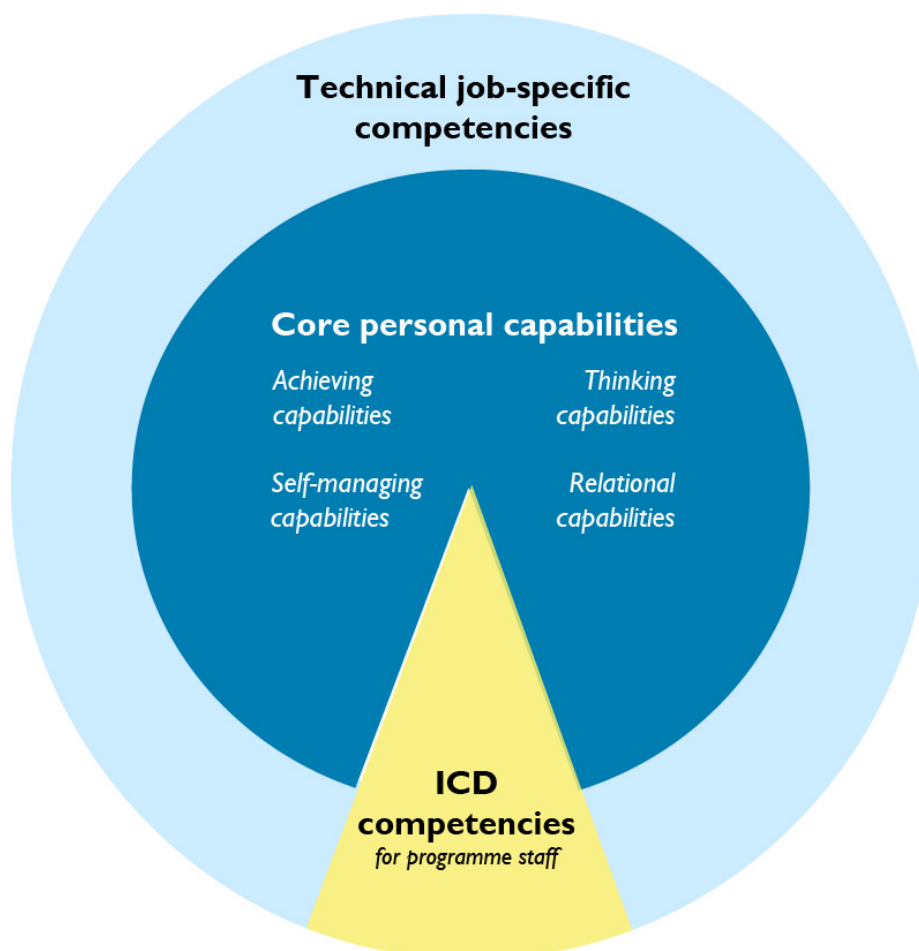 Technical job-specific
competencies
Core personal capabilities
Achieving
capabilities
Thinking
capabilities
Self-managing
capabilities
Relational
capabilities
ICD
competencies
for programme staff